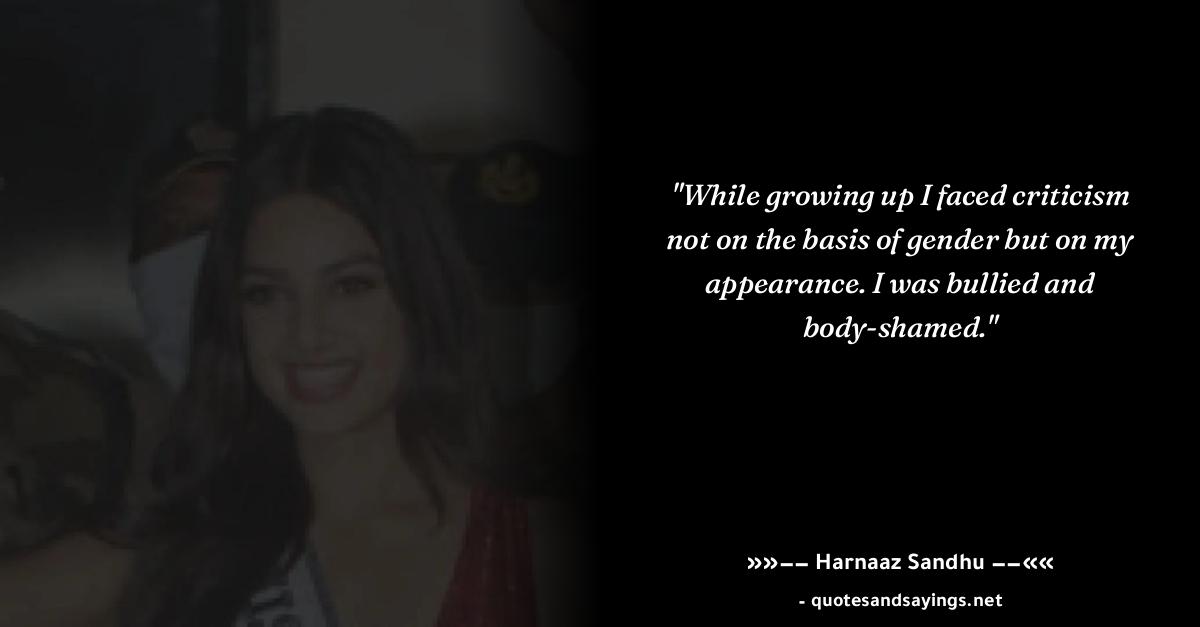 "While growing up I faced criticism
not on the basis of gender but on my
appearance. I was bullied and
body-shamed."
»»–– Harnaaz Sandhu ––««
- quotesandsayings.net